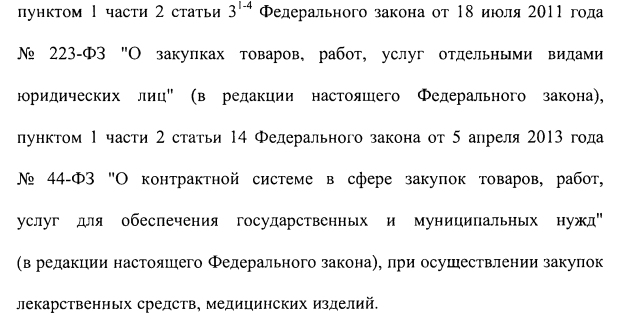 пунктом 1 части 2 статьи 3¹⁻⁴ Федерального закона от 18 июля 2011 года
№ 223-ФЗ "О закупках товаров, работ, услуг отдельными видами
юридических лиц" (в редакции настоящего Федерального закона),
пунктом 1 части 2 статьи 14 Федерального закона от 5 апреля 2013 года
№ 44-ФЗ "О контрактной системе в сфере закупок товаров, работ,
услуг для обеспечения государственных и муниципальных нужд"
(в редакции настоящего Федерального закона), при осуществлении закупок
лекарственных средств, медицинских изделий.